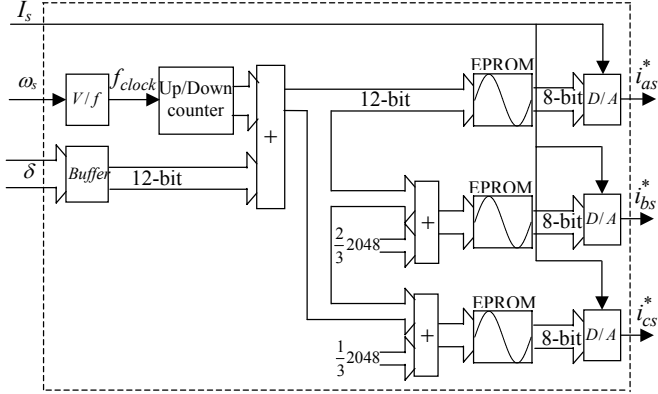 I_s
EPROM
i*_as
ω_s
V/f
f_clock
Up/Down
counter
12-bit
8-bit
D/A
+
δ
Buffer
12-bit
EPROM
i*_bs
+
8-bit
D/A
2/3 2048
EPROM
i*_cs
+
8-bit
D/A
1/3 2048